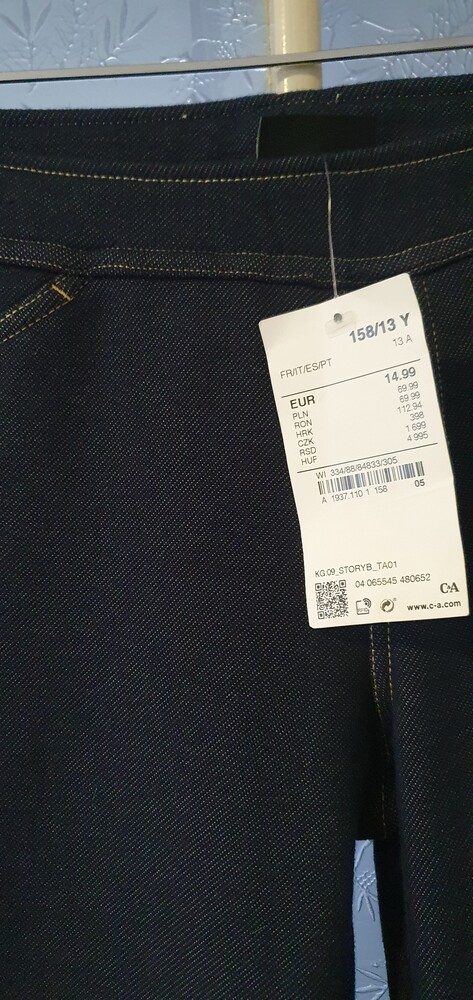 158/13 Y
13 A
FR/IT/ES/PT
EUR 14.99
PLN 69.99
RON 69.99
HRK 112.94
CZK 398
RSD 1 699
HUF 4.995
WI 334/88/84833/305
A 1937.110 1 158 05
KG:09_STORYB_TA01
04 065545 480652
C&A
www.c-a.com